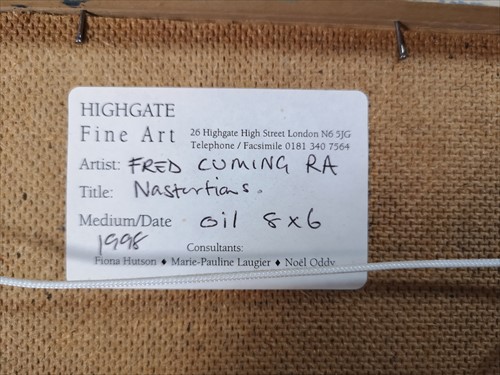 HIGHGATE
Fine Art
26 Highgate High Street London N6 5JG
Telephone / Facsimile 0181 340 7564
Artist: FRED CUMING RA
Title: Nasturtians.
Medium/Date oil 8x6
1998
Consultants:
Fiona Hutson ♦ Marie-Pauline Laugier ♦ Noël Oddy